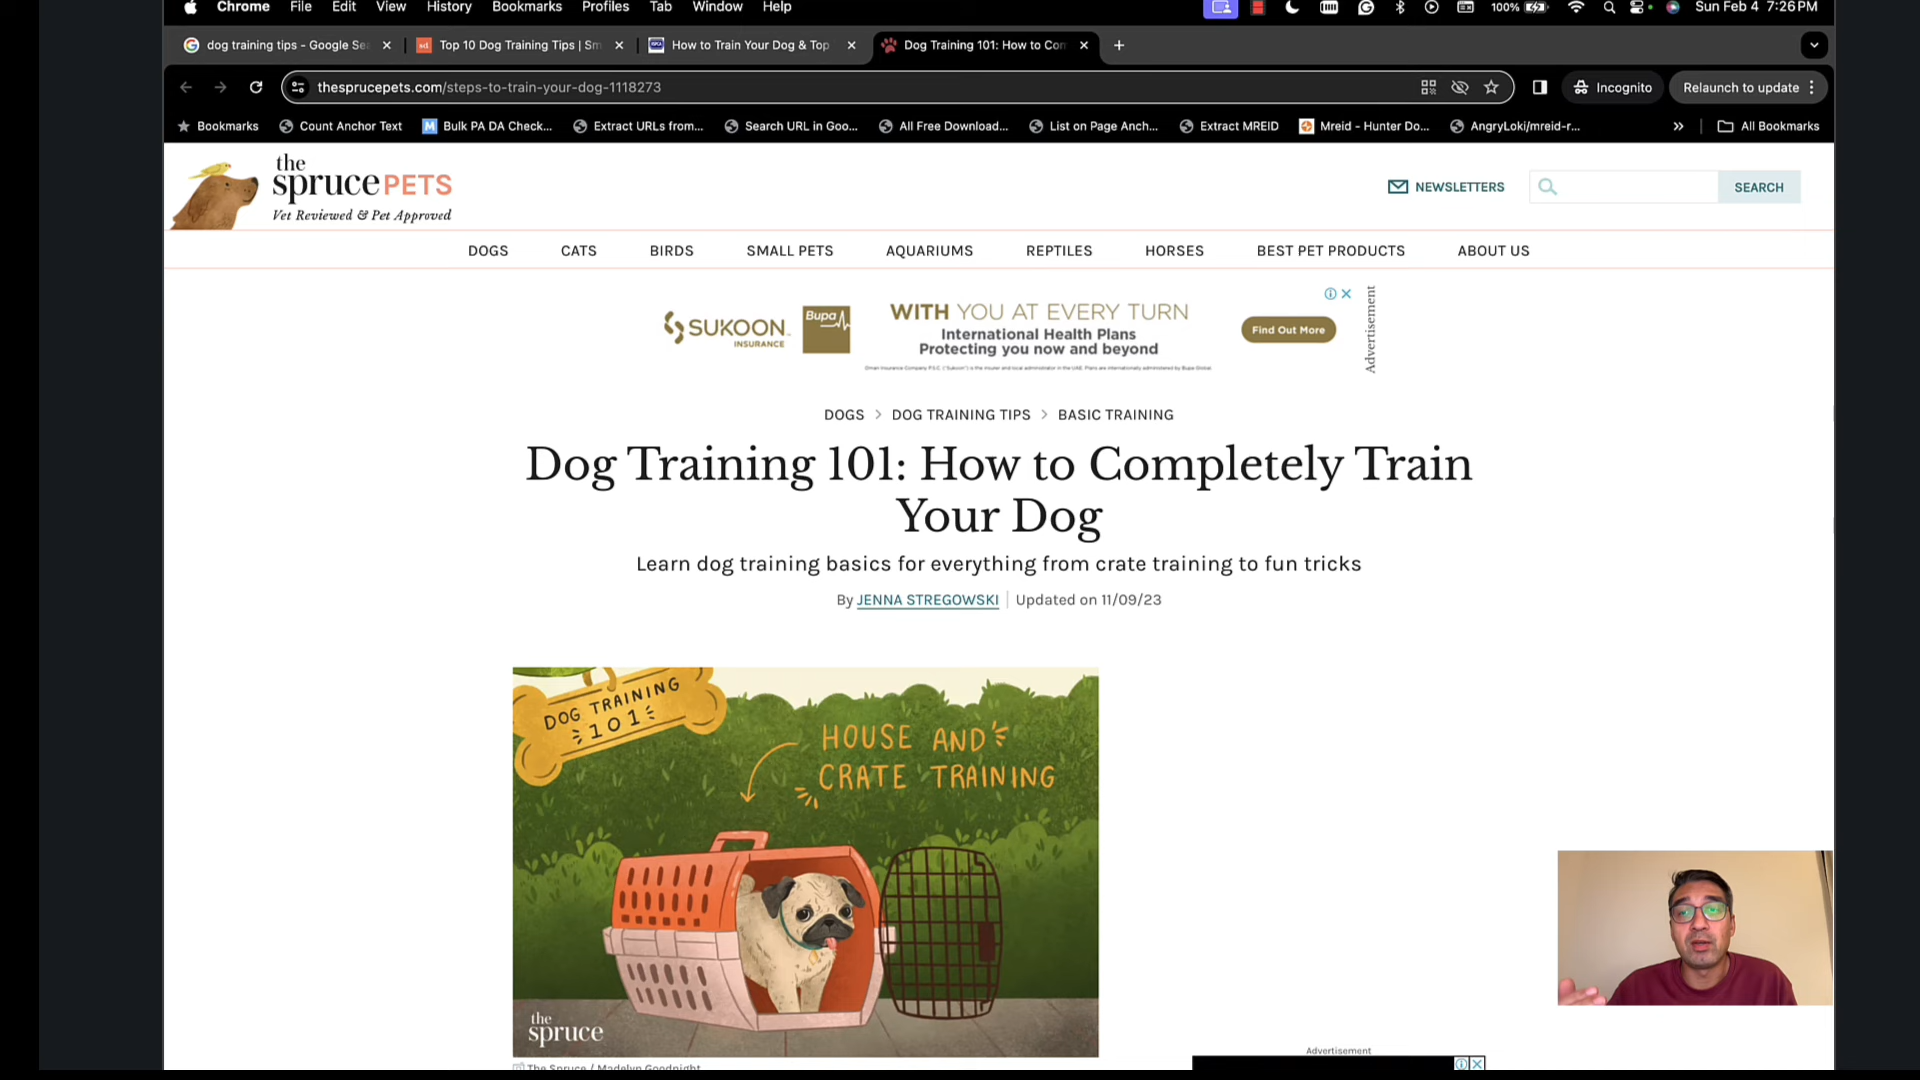 Chrome File Edit View History Bookmarks Profiles Tab Window Help 100% Sun Feb 4 7:26 PM
dog training tips - Google Se Top 10 Dog Training Tips | Sm How to Train Your Dog & Top Dog Training 101: How to Com
thesprucepets.com/steps-to-train-your-dog-1118273 Incognito Relaunch to update
Bookmarks Count Anchor Text Bulk PA DA Check... Extract URLs from... Search URL in Goo... All Free Download... List on Page Anch... Extract MREID Mreid - Hunter Do... AngryLoki/mreid-r... All Bookmarks
the
spruce PETS
Vet Reviewed & Pet Approved
NEWSLETTERS SEARCH
DOGS CATS BIRDS SMALL PETS AQUARIUMS REPTILES HORSES BEST PET PRODUCTS ABOUT US
SUKOON
INSURANCE
Bupa
WITH YOU AT EVERY TURN
International Health Plans
Protecting you now and beyond
Find Out More
Advertisement
DOGS > DOG TRAINING TIPS > BASIC TRAINING
Dog Training 101: How to Completely Train
Your Dog
Learn dog training basics for everything from crate training to fun tricks
By JENNA STREGOWSKI | Updated on 11/09/23
DOG TRAINING
101
HOUSE AND
CRATE TRAINING
the
spruce
The Spruce / Madelyn Goodnight
Advertisement